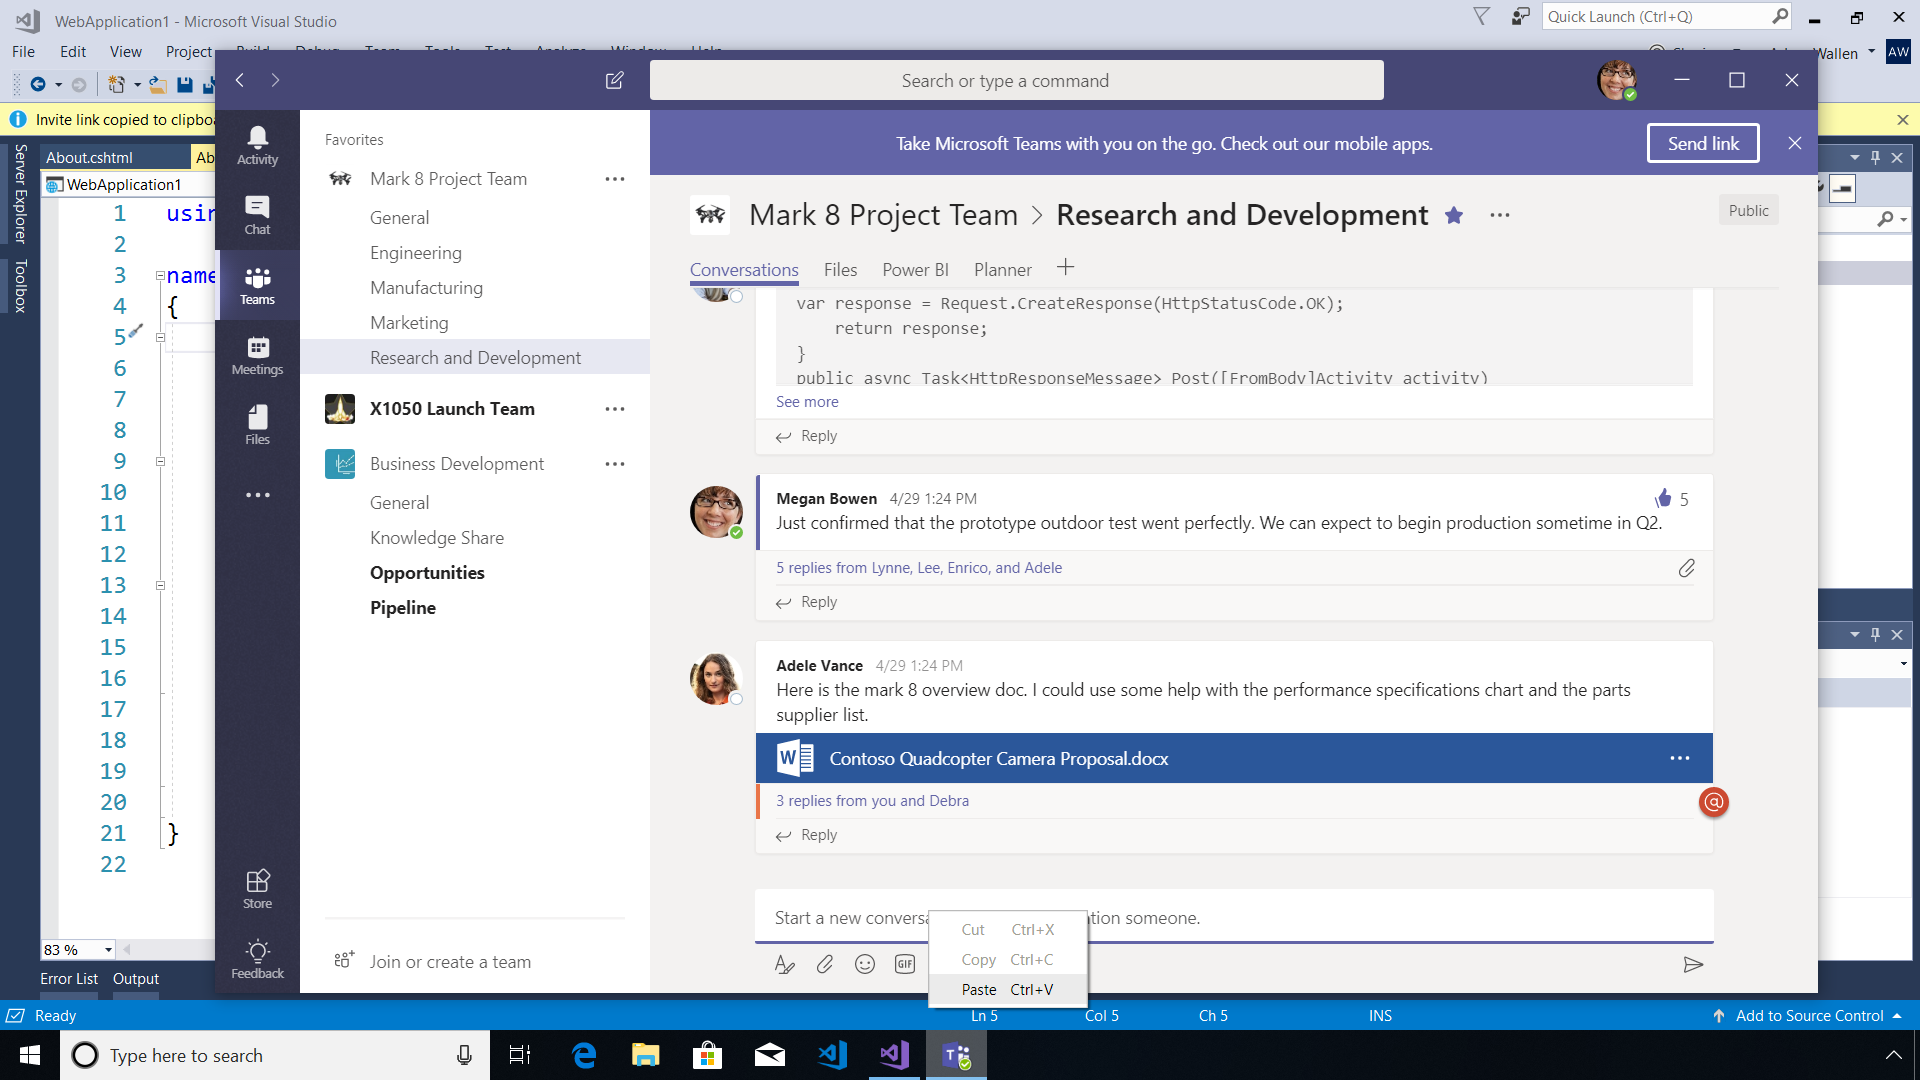 WebApplication1 - Microsoft Visual Studio
Quick Launch (Ctrl+Q)
File Edit View Project
Wallen
AW
Search or type a command
Invite link copied to
Take Microsoft Teams with you on the go. Check out our mobile apps.
Send link
Server Explorer
Toolbox
About.cshtml
WebApplication1
1
2
3
4 {
5
6
7
8
9
10
11
12
13
14
15
16
17
18
19
20
21 }
22
83 %
Error List Output
Activity
Chat
Teams
Meetings
Files
Store
Feedback
Favorites
Mark 8 Project Team
General
Engineering
Manufacturing
Marketing
Research and Development
X1050 Launch Team
Business Development
General
Knowledge Share
Opportunities
Pipeline
Join or create a team
Mark 8 Project Team > Research and Development
Public
Conversations Files Power BI Planner
var response = Request.CreateResponse(HttpStatusCode.OK);
return response;
}
public async Task<HttpResponseMessage> Post([FromBody]Activity activity)
See more
Reply
Megan Bowen 4/29 1:24 PM
5
Just confirmed that the prototype outdoor test went perfectly. We can expect to begin production sometime in Q2.
5 replies from Lynne, Lee, Enrico, and Adele
Reply
Adele Vance 4/29 1:24 PM
Here is the mark 8 overview doc. I could use some help with the performance specifications chart and the parts
supplier list.
Contoso Quadcopter Camera Proposal.docx
3 replies from you and Debra
Reply
Start a new someone.
GIF
Cut Ctrl+X
Copy Ctrl+C
Paste Ctrl+V
Ready
Ln 5 Col 5 Ch 5 INS
Add to Source Control
Type here to search